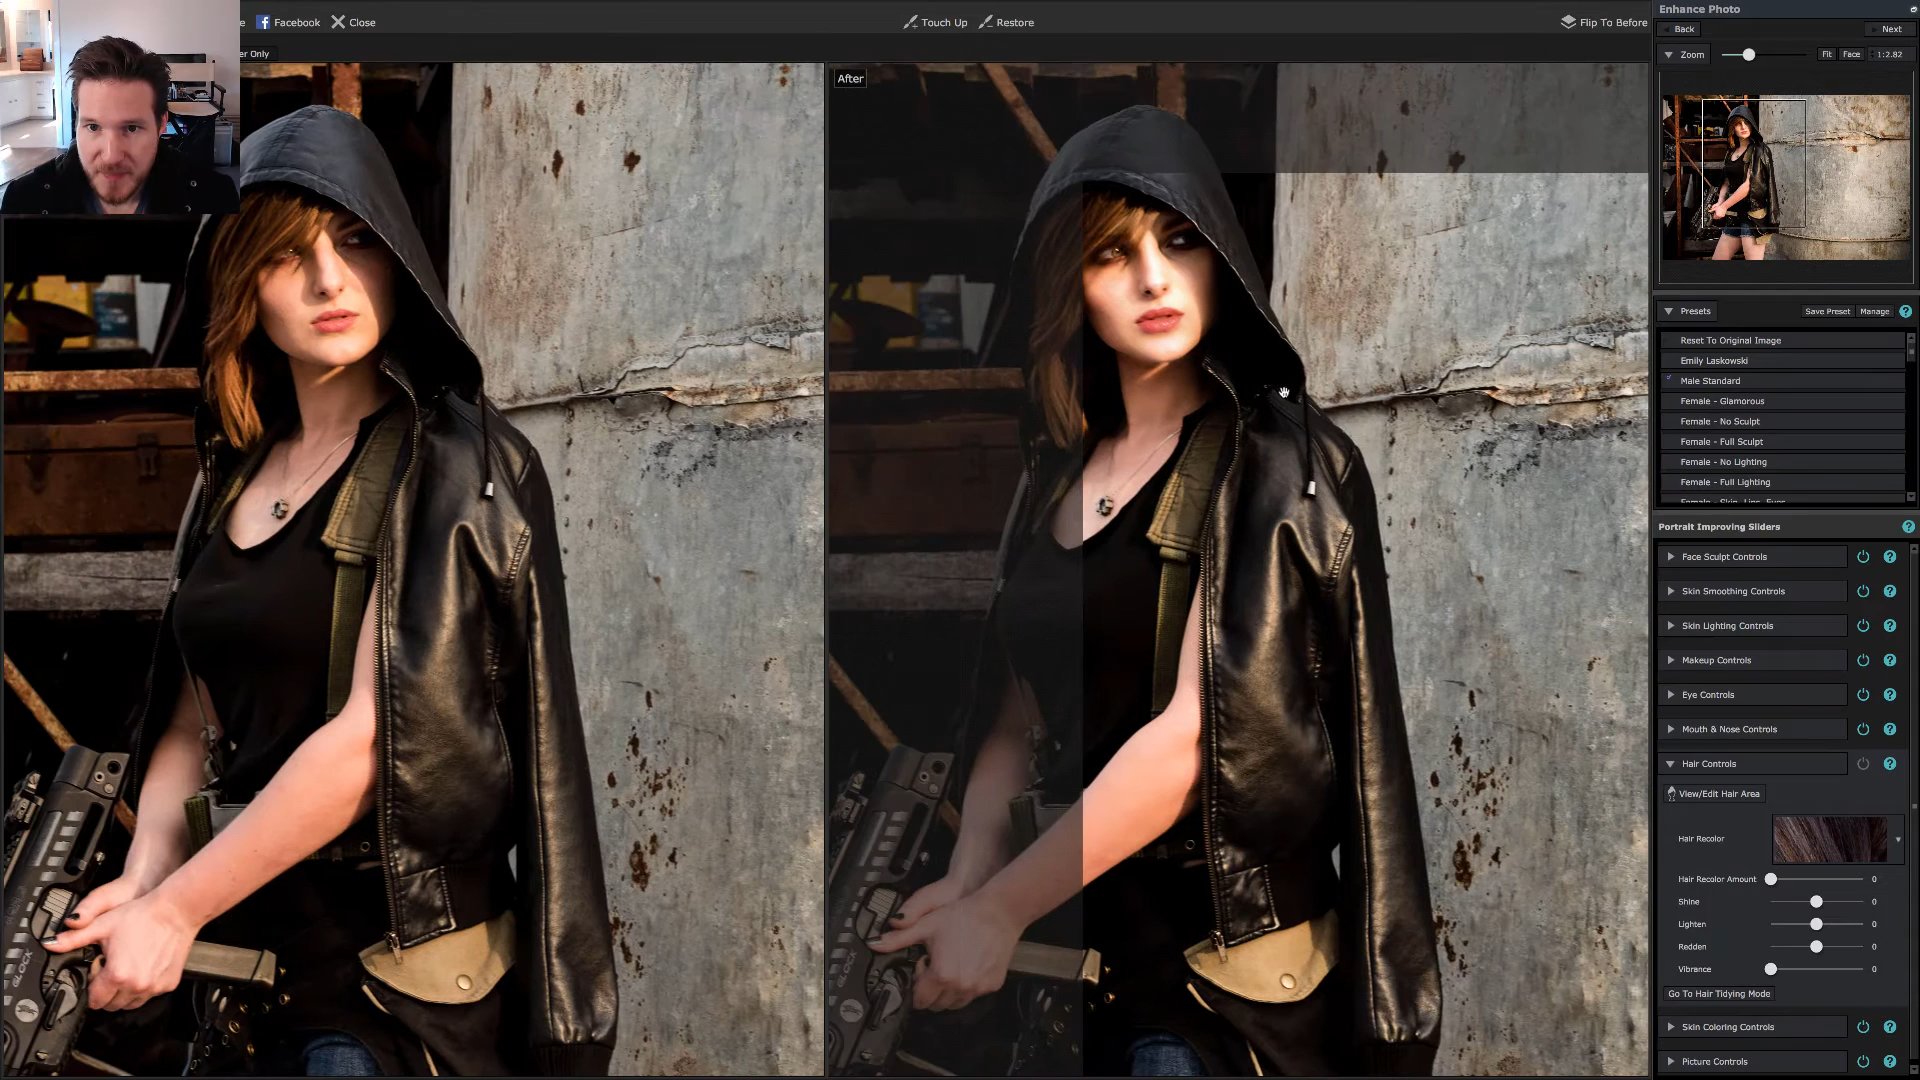 e Facebook Close
Touch Up Restore
Flip To Before
er Only
After
GLOCK
GLOCK
Enhance Photo
Back Next
Zoom Fit Face 1:2.82
Presets Save Preset Manage ?
Reset To Original Image
Emily Laskowski
Male Standard
Female - Glamorous
Female - No Sculpt
Female - Full Sculpt
Female - No Lighting
Female - Full Lighting
Female - Skin, Lips, Eyes
Portrait Improving Sliders ?
Face Sculpt Controls ?
Skin Smoothing Controls ?
Skin Lighting Controls ?
Makeup Controls ?
Eye Controls ?
Mouth & Nose Controls ?
Hair Controls ?
View/Edit Hair Area
Hair Recolor
Hair Recolor Amount 0
Shine 0
Lighten 0
Redden 0
Vibrance 0
Go To Hair Tidying Mode
Skin Coloring Controls ?
Picture Controls ?